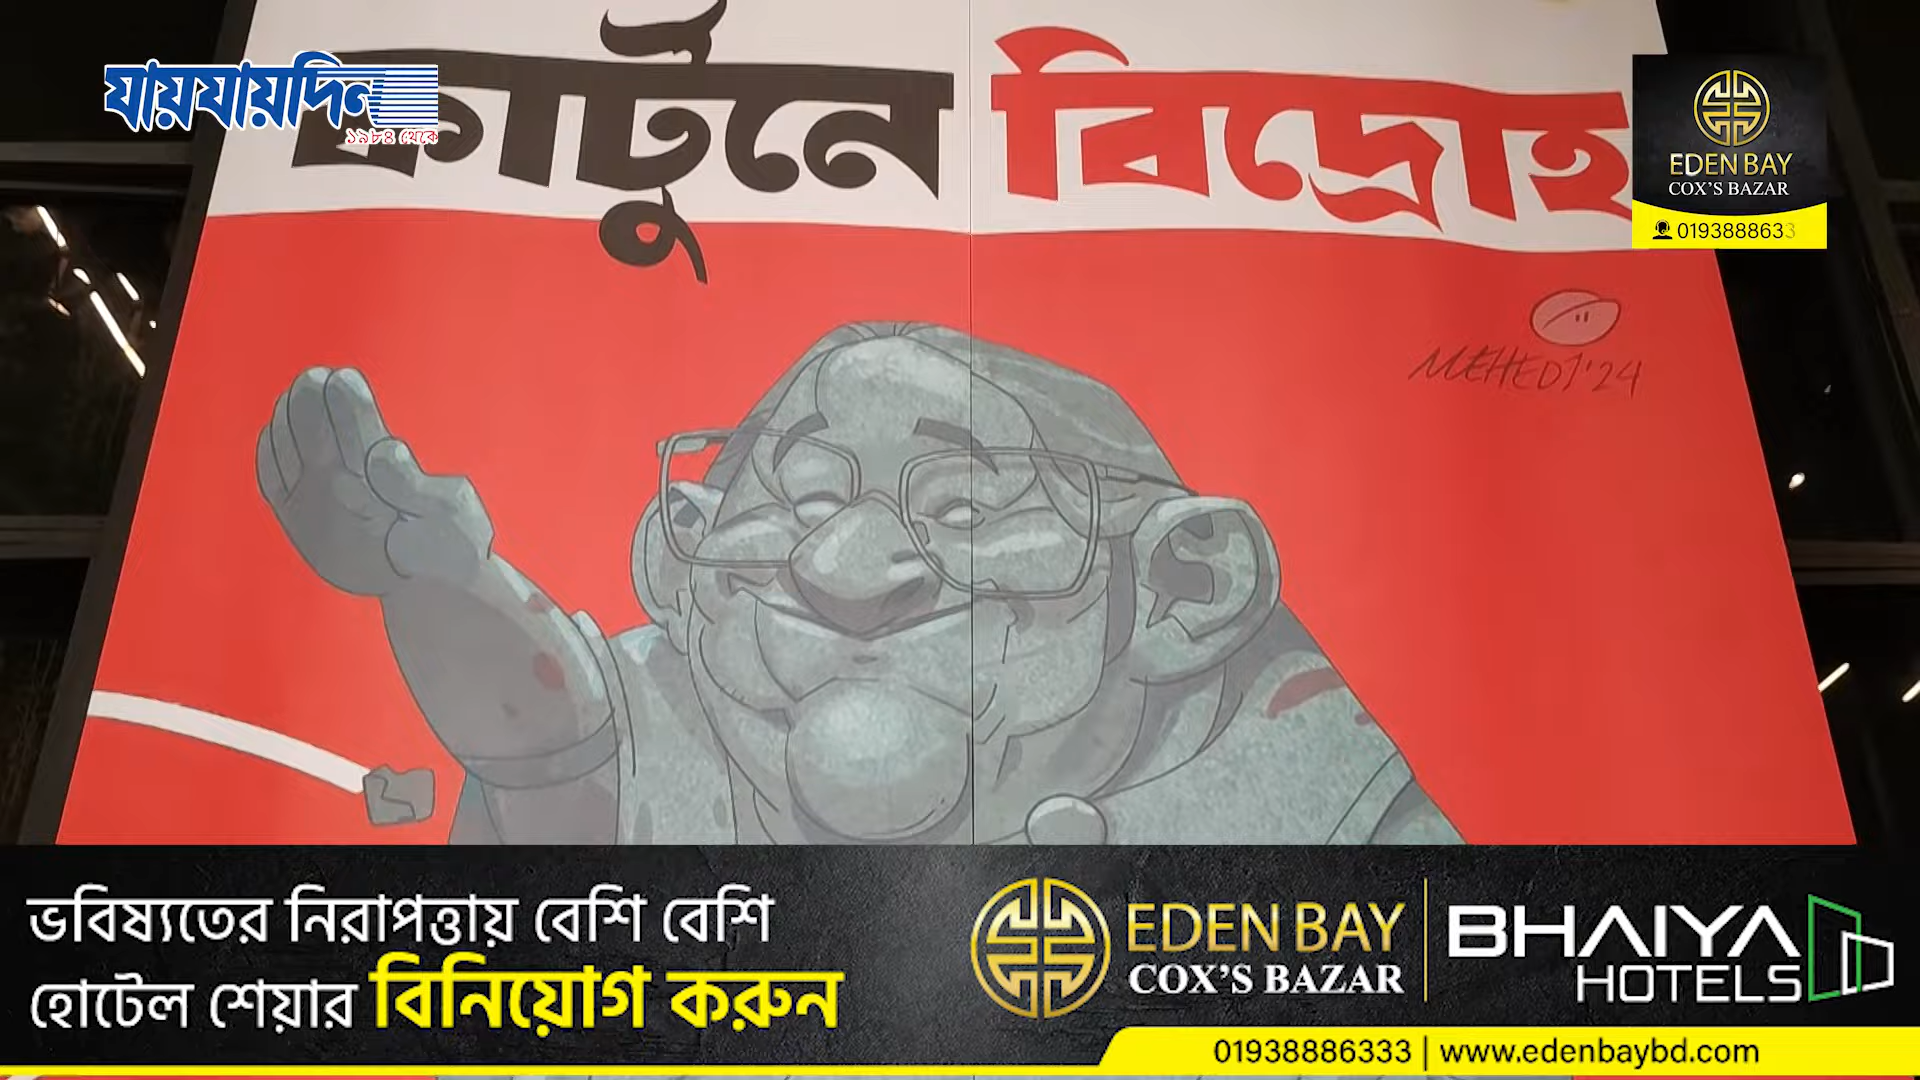 কার্টুনে বিদ্রোহ
যায়যায়দিন
১৯৮৪ থেকে
EDEN BAY
COX'S BAZAR
0193888633
MEHEDI'24
ভবিষ্যতের নিরাপত্তায় বেশি বেশি
হোটেল শেয়ার বিনিয়োগ করুন
EDEN BAY
COX'S BAZAR
BHAIYA
HOTELS
01938886333 | www.edenbaybd.com